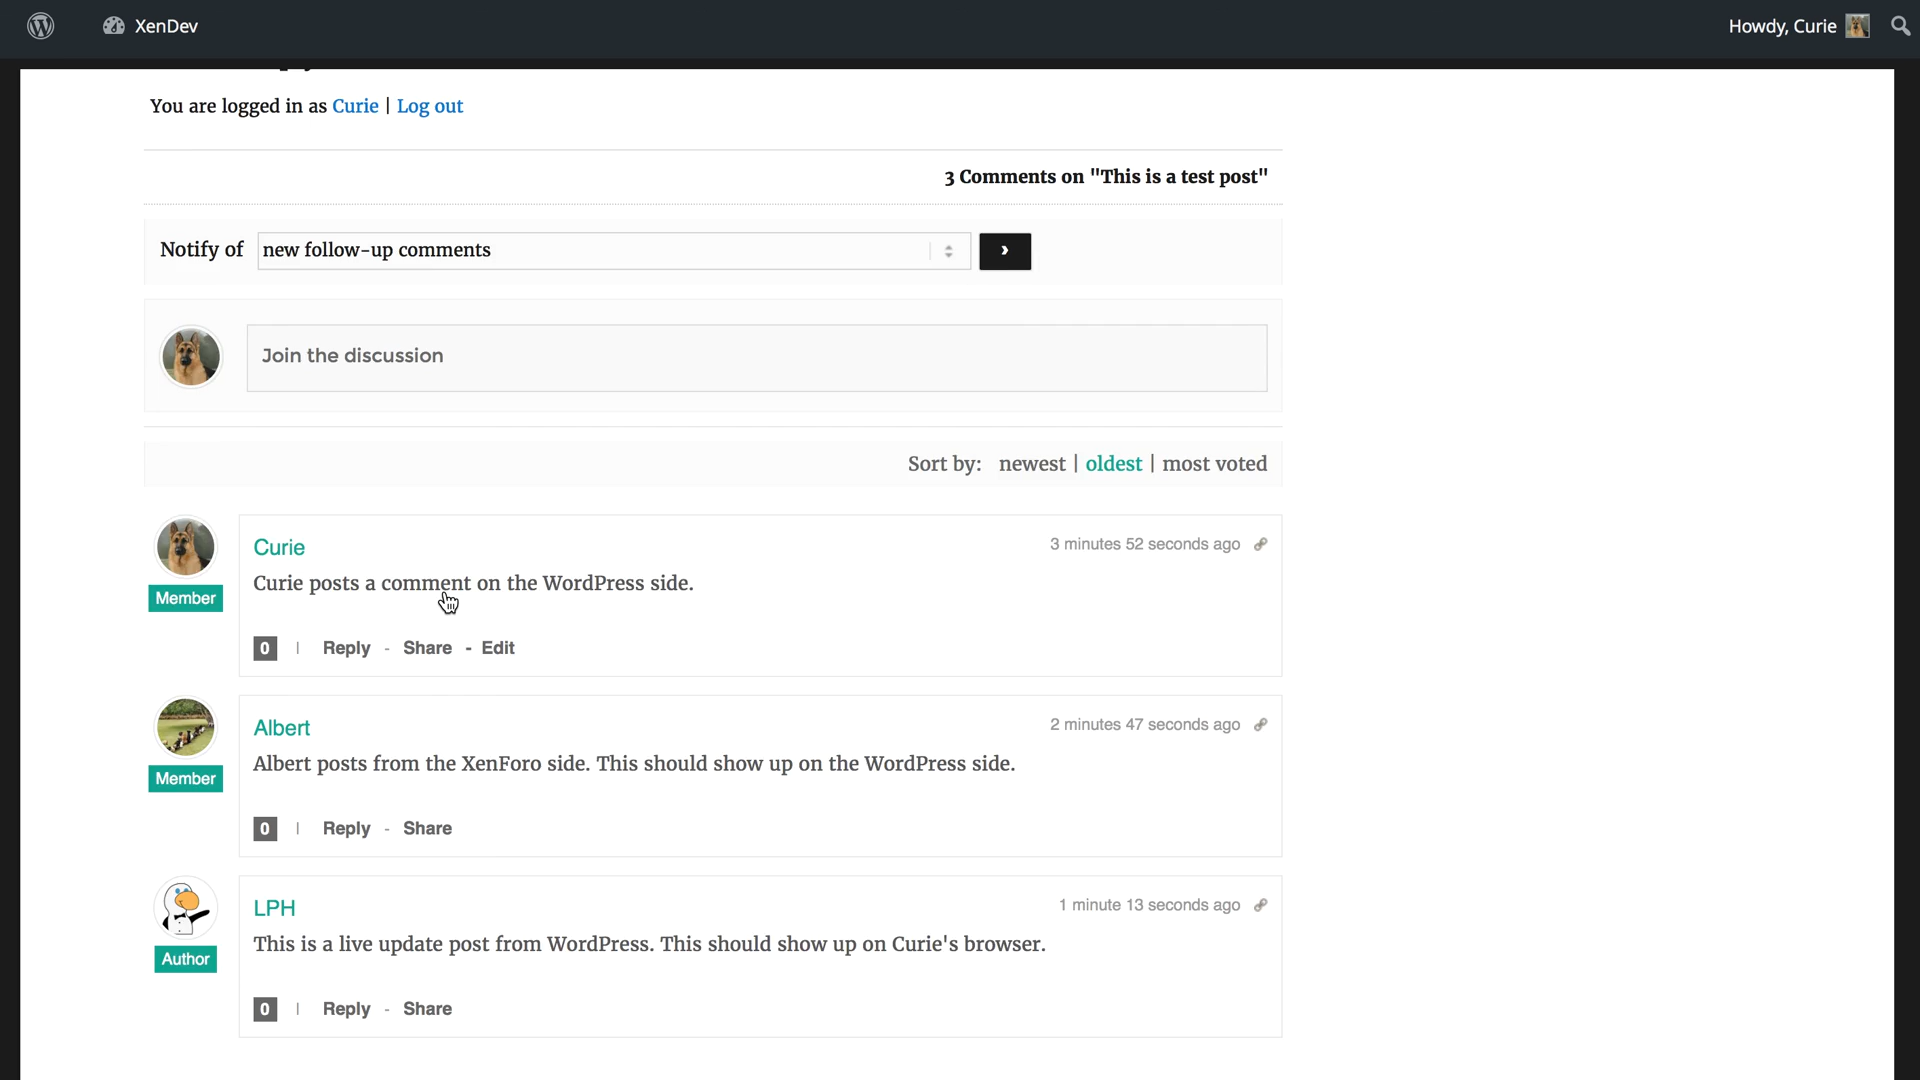 XenDev
Howdy, Curie
You are logged in as Curie | Log out
3 Comments on "This is a test post"
Notify of new follow-up comments ›
Join the discussion
Sort by: newest | oldest | most voted
Curie 3 minutes 52 seconds ago
Member
Curie posts a comment on the WordPress side.
0 | Reply - Share - Edit
Albert 2 minutes 47 seconds ago
Albert posts from the XenForo side. This should show up on the WordPress side.
Member
0 | Reply - Share
LPH 1 minute 13 seconds ago
This is a live update post from WordPress. This should show up on Curie's browser.
Author
0 | Reply - Share